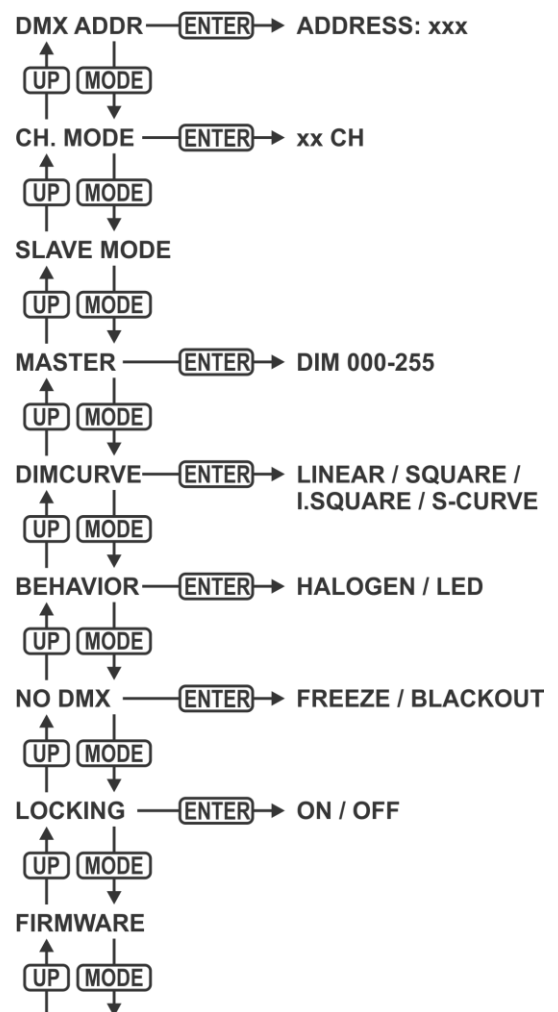 DMX ADDR ENTER ADDRESS: xxx
UP MODE
CH. MODE ENTER xx CH
UP MODE
SLAVE MODE
UP MODE
MASTER ENTER DIM 000-255
UP MODE
DIMCURVE ENTER LINEAR / SQUARE /
I.SQUARE / S-CURVE
UP MODE
BEHAVIOR ENTER HALOGEN / LED
UP MODE
NO DMX ENTER FREEZE / BLACKOUT
UP MODE
LOCKING ENTER ON / OFF
UP MODE
FIRMWARE
UP MODE